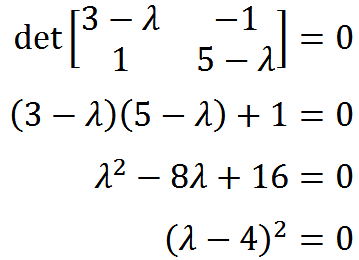 det [3 − λ −1
1 5 − λ] = 0
(3 − λ)(5 − λ) + 1 = 0
λ² − 8λ + 16 = 0
(λ − 4)² = 0